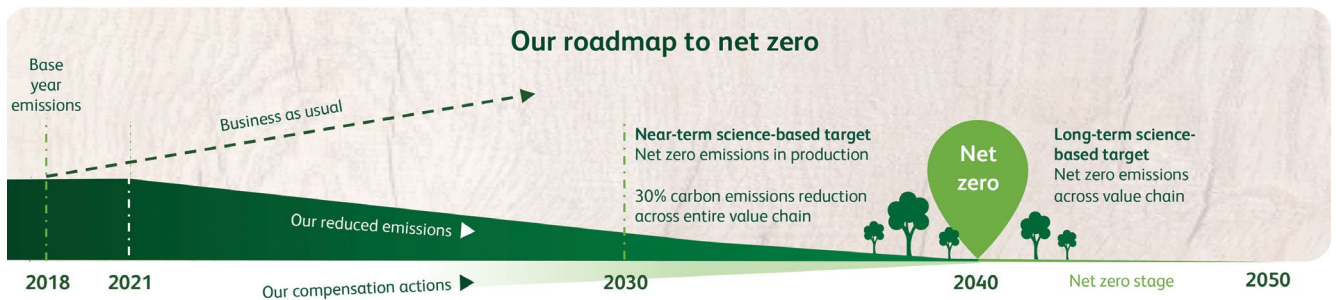 Our roadmap to net zero
Base
year
emissions
Business as usual
Near-term science-based target
Net zero emissions in production
30% carbon emissions reduction
across entire value chain
Net
zero
Long-term science-
based target
Net zero emissions
across value chain
Our reduced emissions
2018
2021
Our compensation actions
2030
2040
Net zero stage
2050